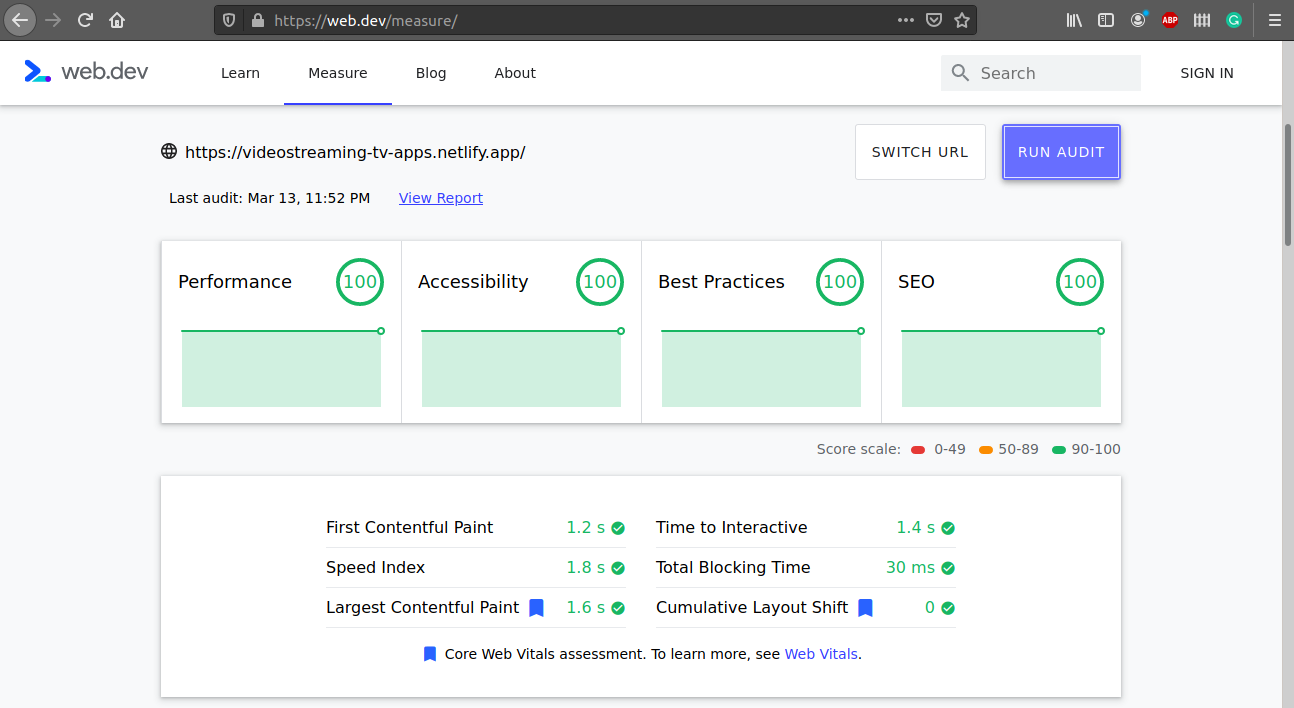 https://web.dev/measure/
ABP
web.dev Learn Measure Blog About Search SIGN IN
https://videostreaming-tv-apps.netlify.app/ SWITCH URL RUN AUDIT
Last audit: Mar 13, 11:52 PM View Report
Performance 100 Accessibility 100 Best Practices 100 SEO 100
Score scale: 0-49 50-89 90-100
First Contentful Paint 1.2 s Time to Interactive 1.4 s
Speed Index 1.8 s Total Blocking Time 30 ms
Largest Contentful Paint 1.6 s Cumulative Layout Shift 0
Core Web Vitals assessment. To learn more, see Web Vitals.